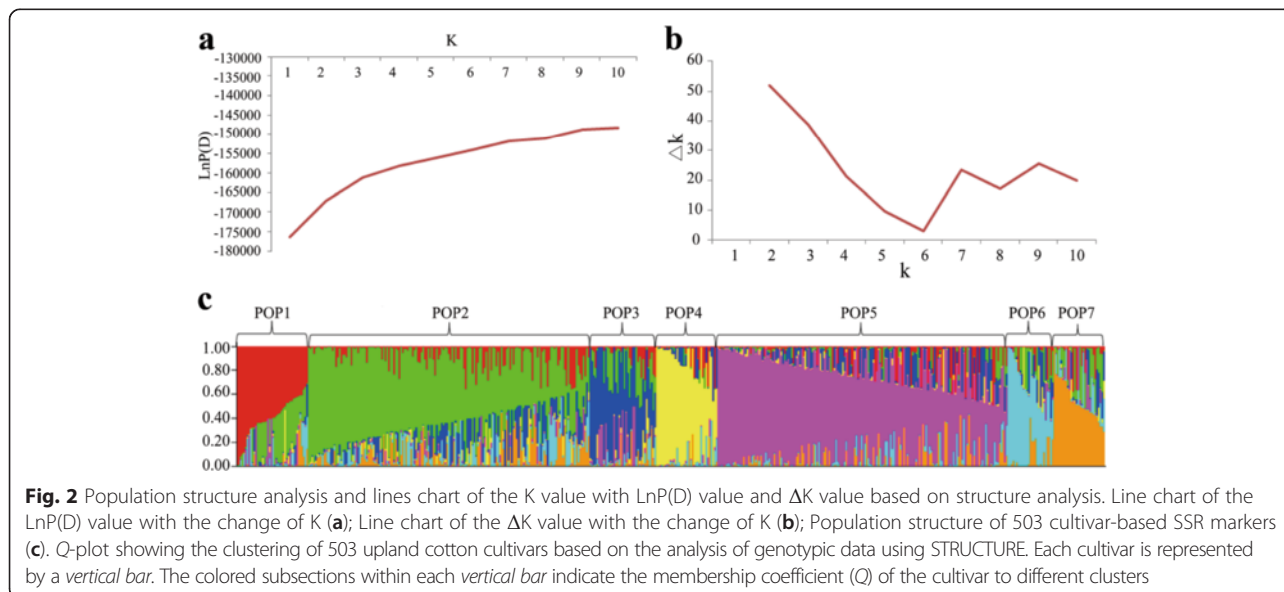 a
K
-130000
-135000
-140000
-145000
-150000
-155000
-160000
-165000
-170000
-175000
-180000
LnP(D)
1 2 3 4 5 6 7 8 9 10
b
60
50
40
30
20
10
0
△k
1 2 3 4 5 6 7 8 9 10
k
c
POP1 POP2 POP3 POP4 POP5 POP6 POP7
1.00
0.80
0.60
0.40
0.20
0.00
Fig. 2 Population structure analysis and lines chart of the K value with LnP(D) value and ΔK value based on structure analysis. Line chart of the
LnP(D) value with the change of K (a); Line chart of the ΔK value with the change of K (b); Population structure of 503 cultivar-based SSR markers
(c). Q-plot showing the clustering of 503 upland cotton cultivars based on the analysis of genotypic data using STRUCTURE. Each cultivar is represented
by a vertical bar. The colored subsections within each vertical bar indicate the membership coefficient (Q) of the cultivar to different clusters